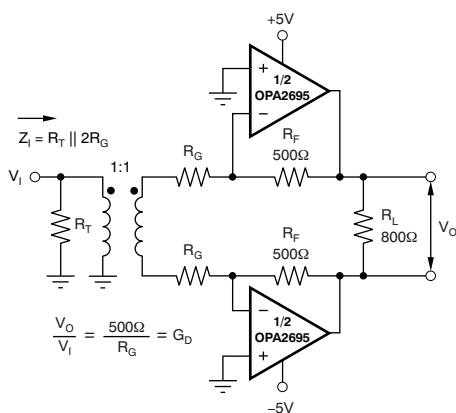 +5V
+
1/2
OPA2695
−
Z_I = R_T || 2R_G
R_F
500Ω
R_G
1:1
V_I
R_T
R_L
800Ω
V_O
R_G
R_F
500Ω
−
1/2
OPA2695
+
V_O / V_I = 500Ω / R_G = G_D
−5V